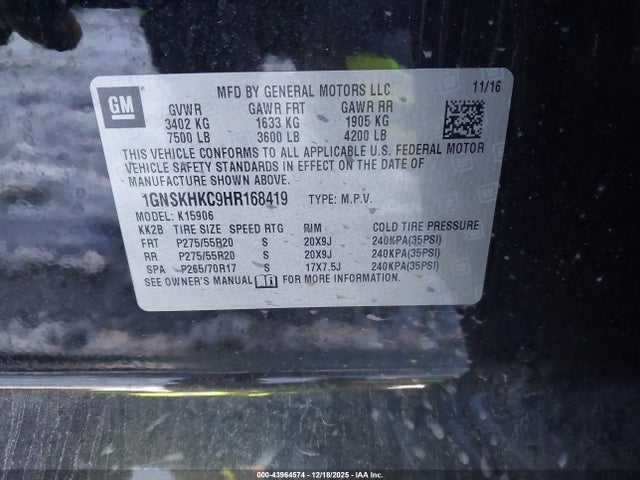 GM
MFD BY GENERAL MOTORS LLC 11/16
GVWR GAWR FRT GAWR RR
3402 KG 1633 KG 1905 KG
7500 LB 3600 LB 4200 LB
THIS VEHICLE CONFORMS TO ALL APPLICABLE U.S. FEDERAL MOTOR
VEHICLE SAFETY STANDARDS IN EFFECT ON THE DATE OF
MANUFACTURE SHOWN ABOVE.
1GNSKHKC9HR168419 TYPE: M.P.V.
MODEL: K15906
KK2B TIRE SIZE SPEED RTG RIM COLD TIRE PRESSURE
FRT P275/55R20 S 20X9J 240KPA(35PSI)
RR P275/55R20 S 20X9J 240KPA(35PSI)
SPA P265/70R17 S 17X7.5J 240KPA(35PSI)
SEE OWNER'S MANUAL FOR MORE INFORMATION.
000-43964574 - 12/18/2025 - IAA Inc.